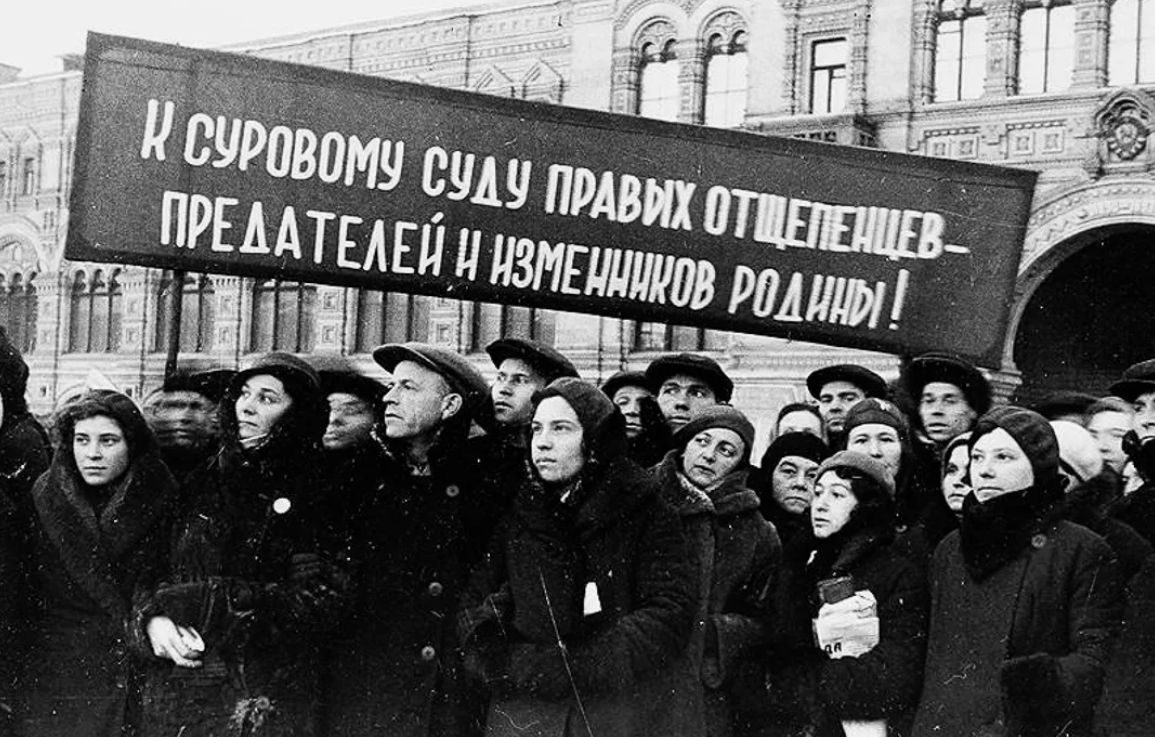 К СУРОВОМУ СУДУ ПРАВЫХ ОТЩЕПЕНЦЕВ–
ПРЕДАТЕЛЕЙ И ИЗМЕННИКОВ РОДИНЫ!